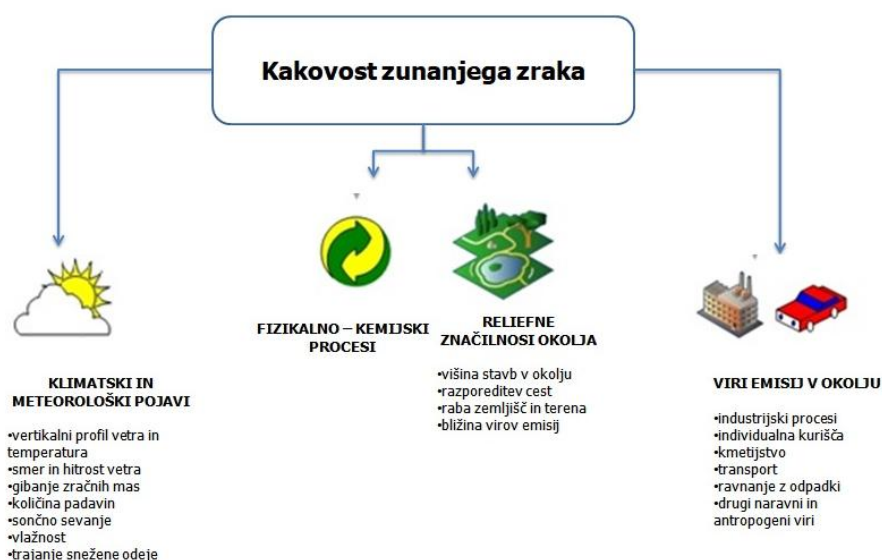 Kakovost zunanjega zraka
KLIMATSKI IN
METEOROLOŠKI POJAVI
•vertikalni profil vetra in
temperatura
•smer in hitrost vetra
•gibanje zračnih mas
•količina padavin
•sončno sevanje
•vlažnost
•trajanje snežene odeje
FIZIKALNO – KEMIJSKI
PROCESI
RELIEFNE
ZNAČILNOSI OKOLJA
•višina stavb v okolju
•razporeditev cest
•raba zemljišč in terena
•bližina virov emisij
VIRI EMISIJ V OKOLJU
•industrijski procesi
•individualna kurišča
•kmetijstvo
•transport
•ravnanje z odpadki
•drugi naravni in
antropogeni viri